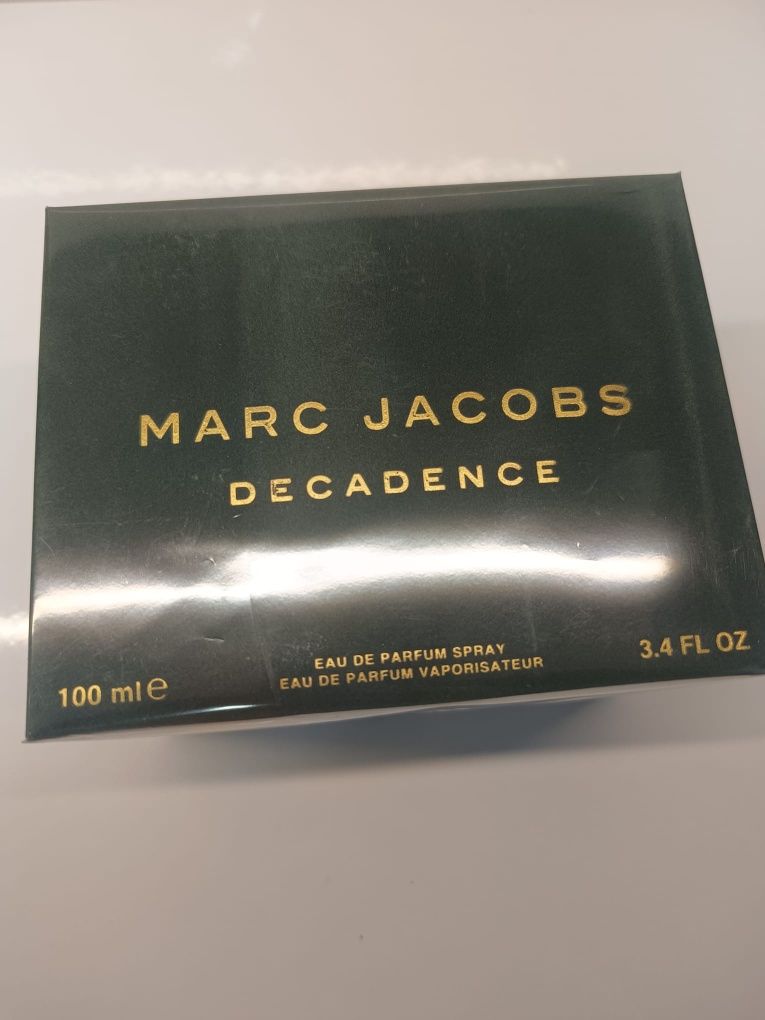 MARC JACOBS
DECADENCE
EAU DE PARFUM SPRAY
EAU DE PARFUM VAPORISATEUR
100 ml e
3.4 FL OZ